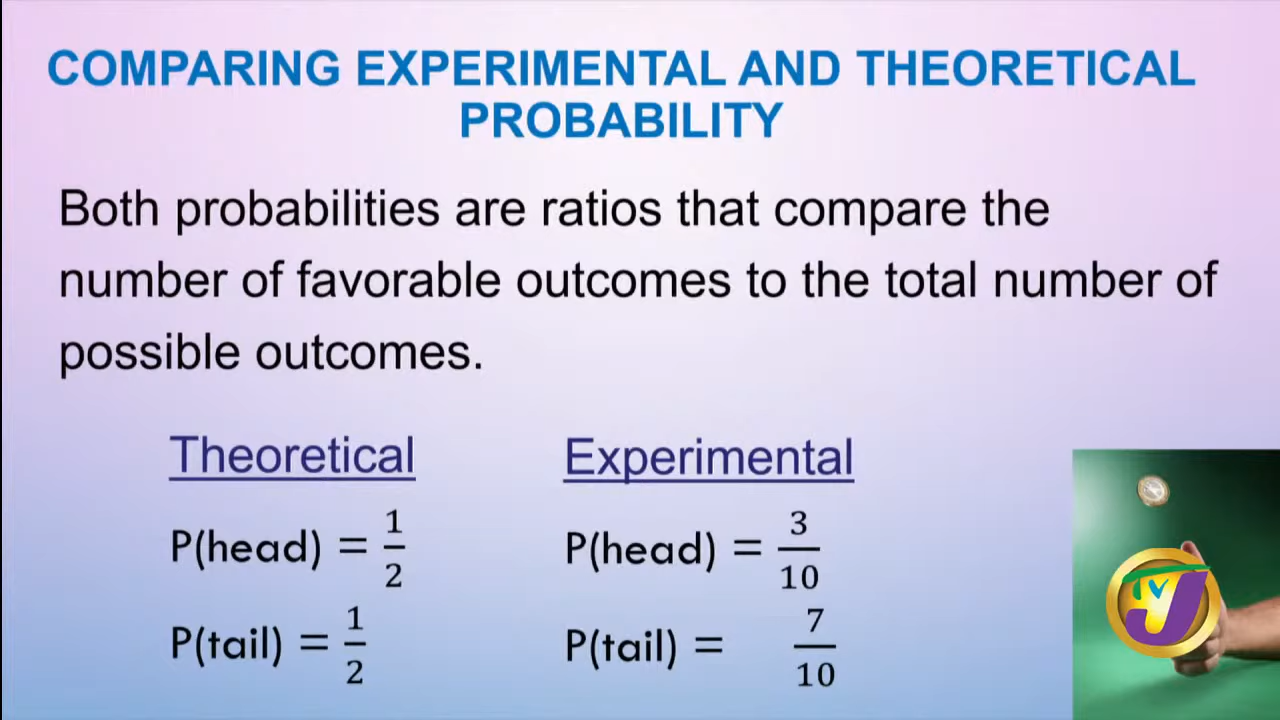 COMPARING EXPERIMENTAL AND THEORETICAL
PROBABILITY
Both probabilities are ratios that compare the
number of favorable outcomes to the total number of
possible outcomes.
Theoretical
P(head) = 1/2
P(tail) = 1/2
Experimental
P(head) = 3/10
P(tail) = 7/10
TVJ